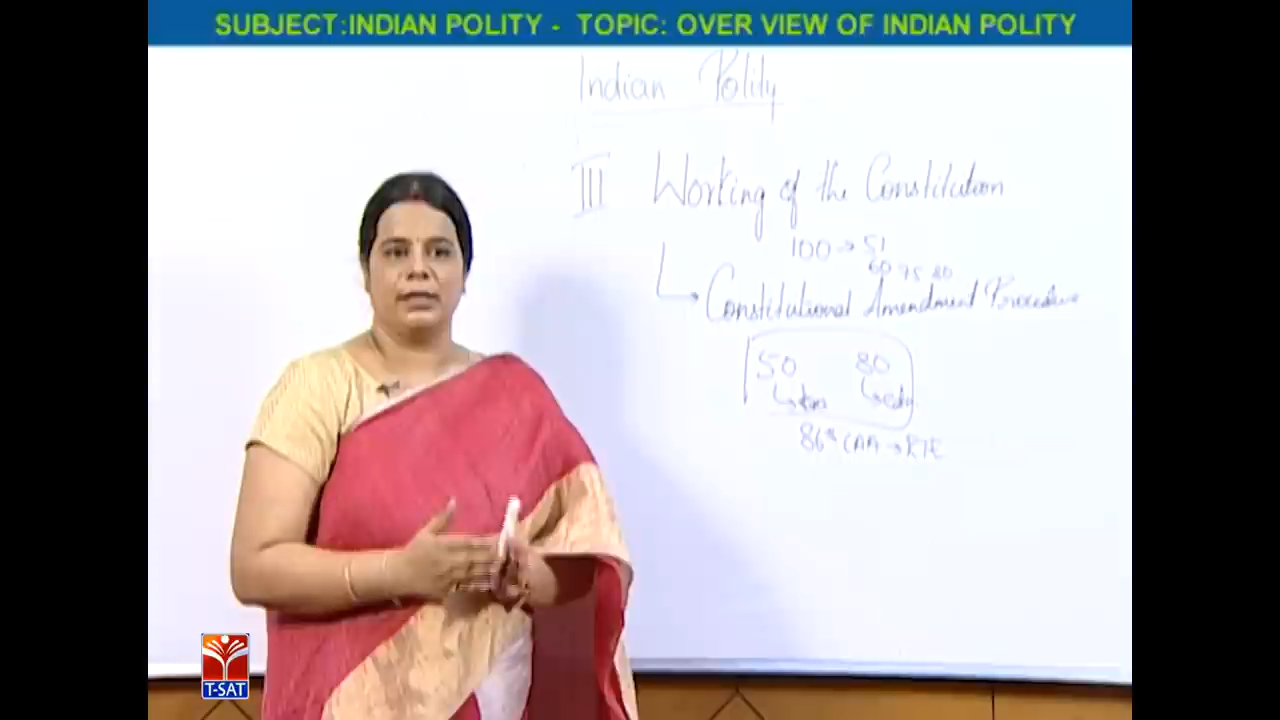 SUBJECT:INDIAN POLITY - TOPIC: OVER VIEW OF INDIAN POLITY
Indian Polity
III Working of the Constitution
100 → 51
60 75 80
Constitutional Amendment Procedure
50 80
86th CAA → RTE
T-SAT